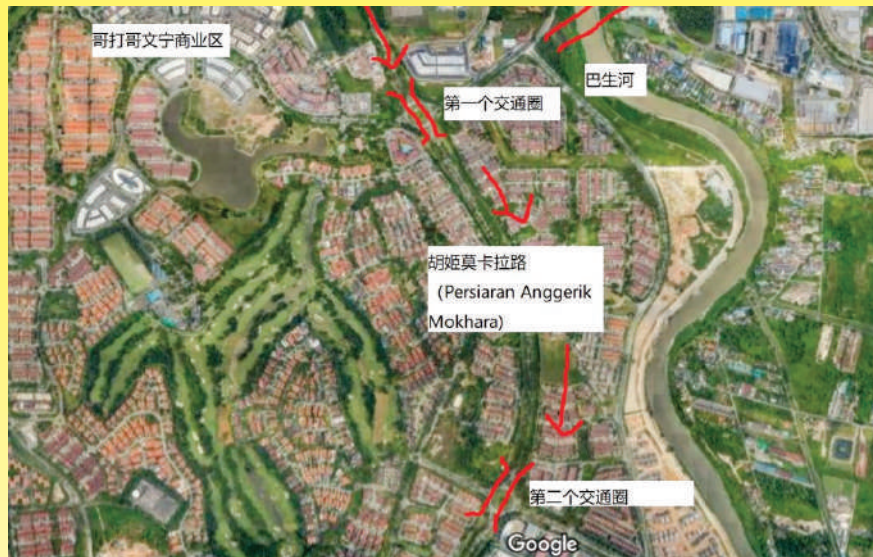 哥打哥文宁商业区
巴生河
第一个交通圈
胡姬莫卡拉路
(Persiaran Anggerik
Mokhara)
第二个交通圈
Google